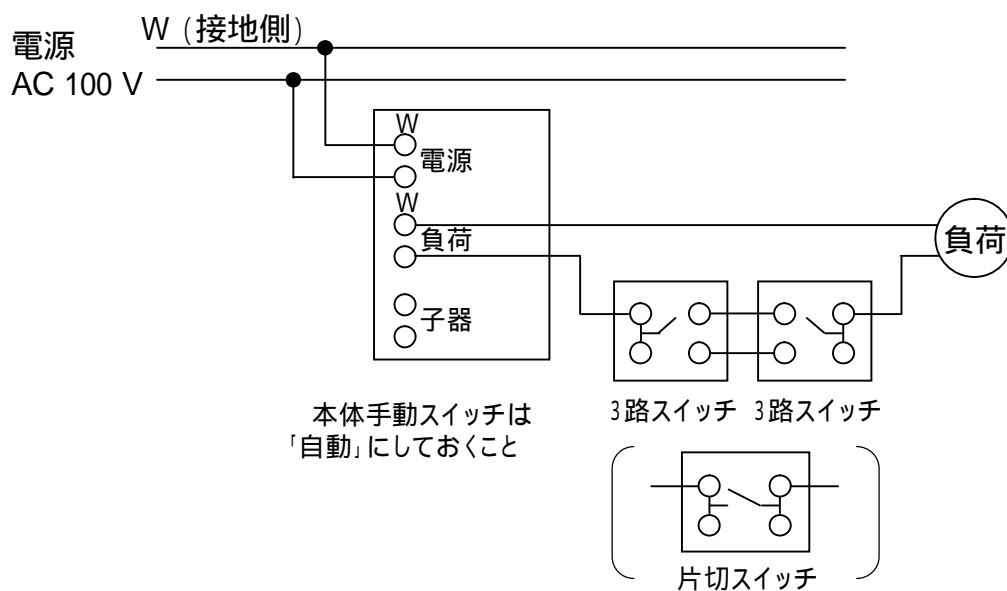 W (接地側)
電源
AC 100 V
W
電源
W
負荷
子器
負荷
本体手動スイッチは
「自動」にしておくこと
3路スイッチ 3路スイッチ
片切スイッチ